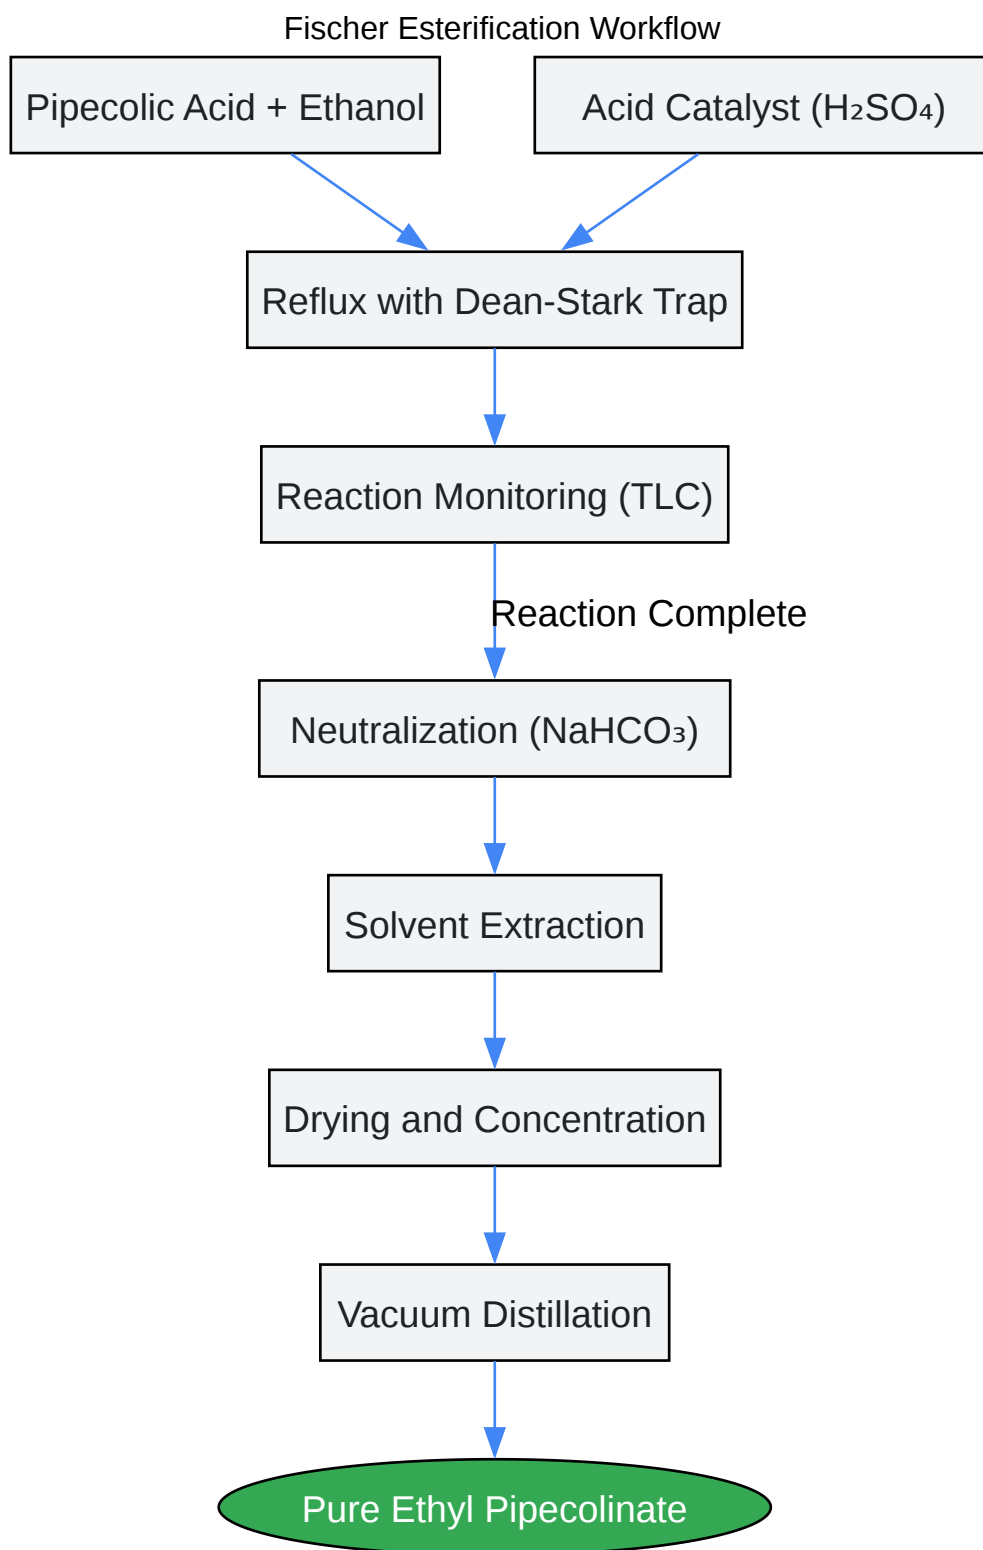 Fischer Esterification Workflow
Pipecolic Acid + Ethanol
Acid Catalyst (H₂SO₄)
Reflux with Dean-Stark Trap
Reaction Monitoring (TLC)
Reaction Complete
Neutralization (NaHCO₃)
Solvent Extraction
Drying and Concentration
Vacuum Distillation
Pure Ethyl Pipecolinate